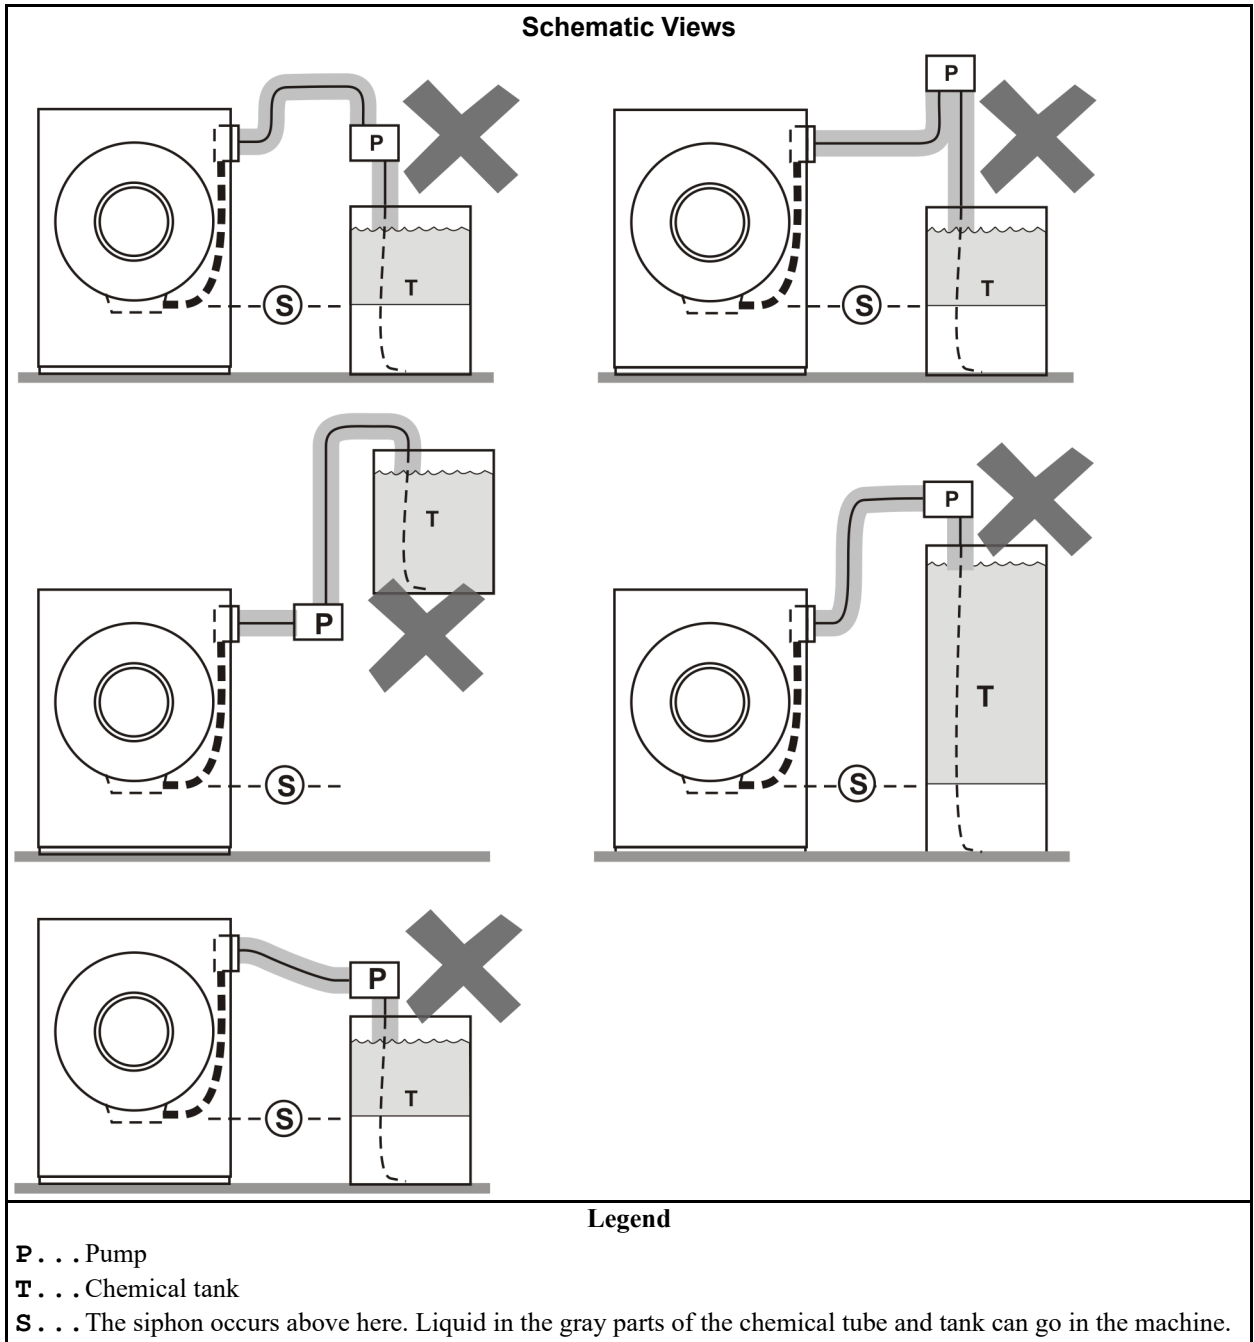 Schematic Views
P
P
T
S
T
S
T
P
P
T
S
S
P
T
S
Legend
P...Pump
T...Chemical tank
S...The siphon occurs above here. Liquid in the gray parts of the chemical tube and tank can go in the machine.